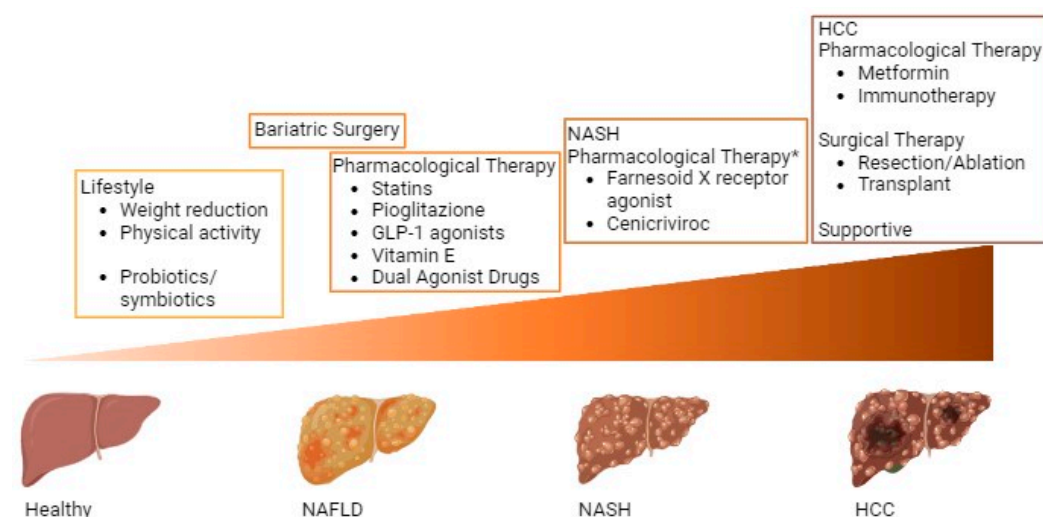 HCC
Pharmacological Therapy
• Metformin
• Immunotherapy
Surgical Therapy
• Resection/Ablation
• Transplant
Supportive
Bariatric Surgery
NASH
Pharmacological Therapy*
• Farnesoid X receptor
agonist
• Cenicriviroc
Pharmacological Therapy
• Statins
• Pioglitazione
• GLP-1 agonists
• Vitamin E
• Dual Agonist Drugs
Lifestyle
• Weight reduction
• Physical activity
• Probiotics/
symbiotics
Healthy
NAFLD
NASH
HCC